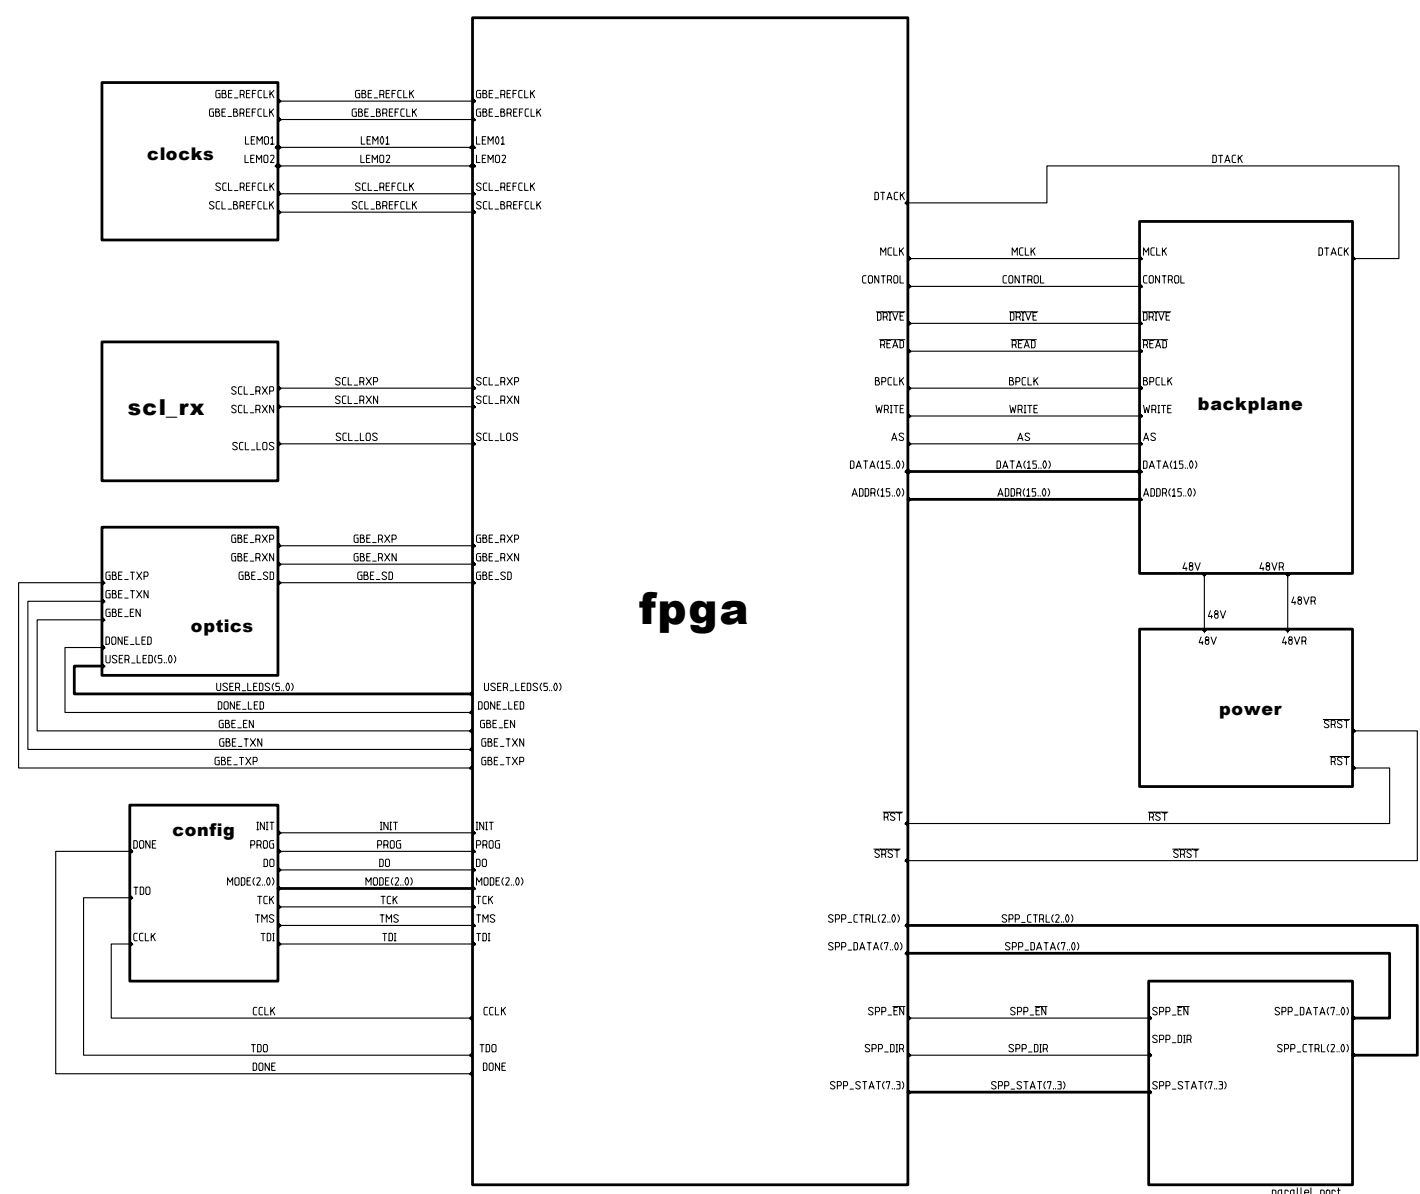 GBE_REFCLK GBE_REFCLK GBE_REFCLK
GBE_BREFCLK GBE_BREFCLK GBE_BREFCLK
LEMO1 LEMO1 LEMO1
clocks
LEMO2 LEMO2 LEMO2
SCL_REFCLK SCL_REFCLK SCL_REFCLK
SCL_BREFCLK SCL_BREFCLK SCL_BREFCLK
SCL_RXP SCL_RXP SCL_RXP
scl_rx
SCL_RXN SCL_RXN SCL_RXN
SCL_LOS SCL_LOS SCL_LOS
GBE_RXP GBE_RXP GBE_RXP
GBE_RXN GBE_RXN GBE_RXN
GBE_TXP GBE_SD GBE_SD GBE_SD
GBE_TXN
GBE_EN
optics
DONE_LED
USER_LED(5..0)
USER_LEDS(5..0) USER_LEDS(5..0)
DONE_LED DONE_LED
GBE_EN GBE_EN
GBE_TXN GBE_TXN
GBE_TXP GBE_TXP
config
INIT INIT INIT
DONE PROG PROG PROG
DO DO DO
MODE(2..0) MODE(2..0) MODE(2..0)
TDO
TCK TCK TCK
TMS TMS TMS
CCLK TDI TDI TDI
CCLK CCLK
TDO TDO
DONE DONE
fpga
DTACK
DTACK
MCLK MCLK MCLK DTACK
CONTROL CONTROL CONTROL
DRIVE DRIVE DRIVE
READ READ READ
BPCLK BPCLK BPCLK
backplane
WRITE WRITE WRITE
AS AS AS
DATA(15..0) DATA(15..0) DATA(15..0)
ADDR(15..0) ADDR(15..0) ADDR(15..0)
48V 48VR
48V 48VR
48V 48VR
power
SRST
RST
RST RST
SRST SRST
SPP_CTRL(2..0) SPP_CTRL(2..0)
SPP_DATA(7..0) SPP_DATA(7..0)
SPP_EN SPP_EN SPP_EN SPP_DATA(7..0)
SPP_DIR SPP_DIR SPP_DIR SPP_CTRL(2..0)
SPP_STAT(7..3) SPP_STAT(7..3) SPP_STAT(7..3)
parallel_port